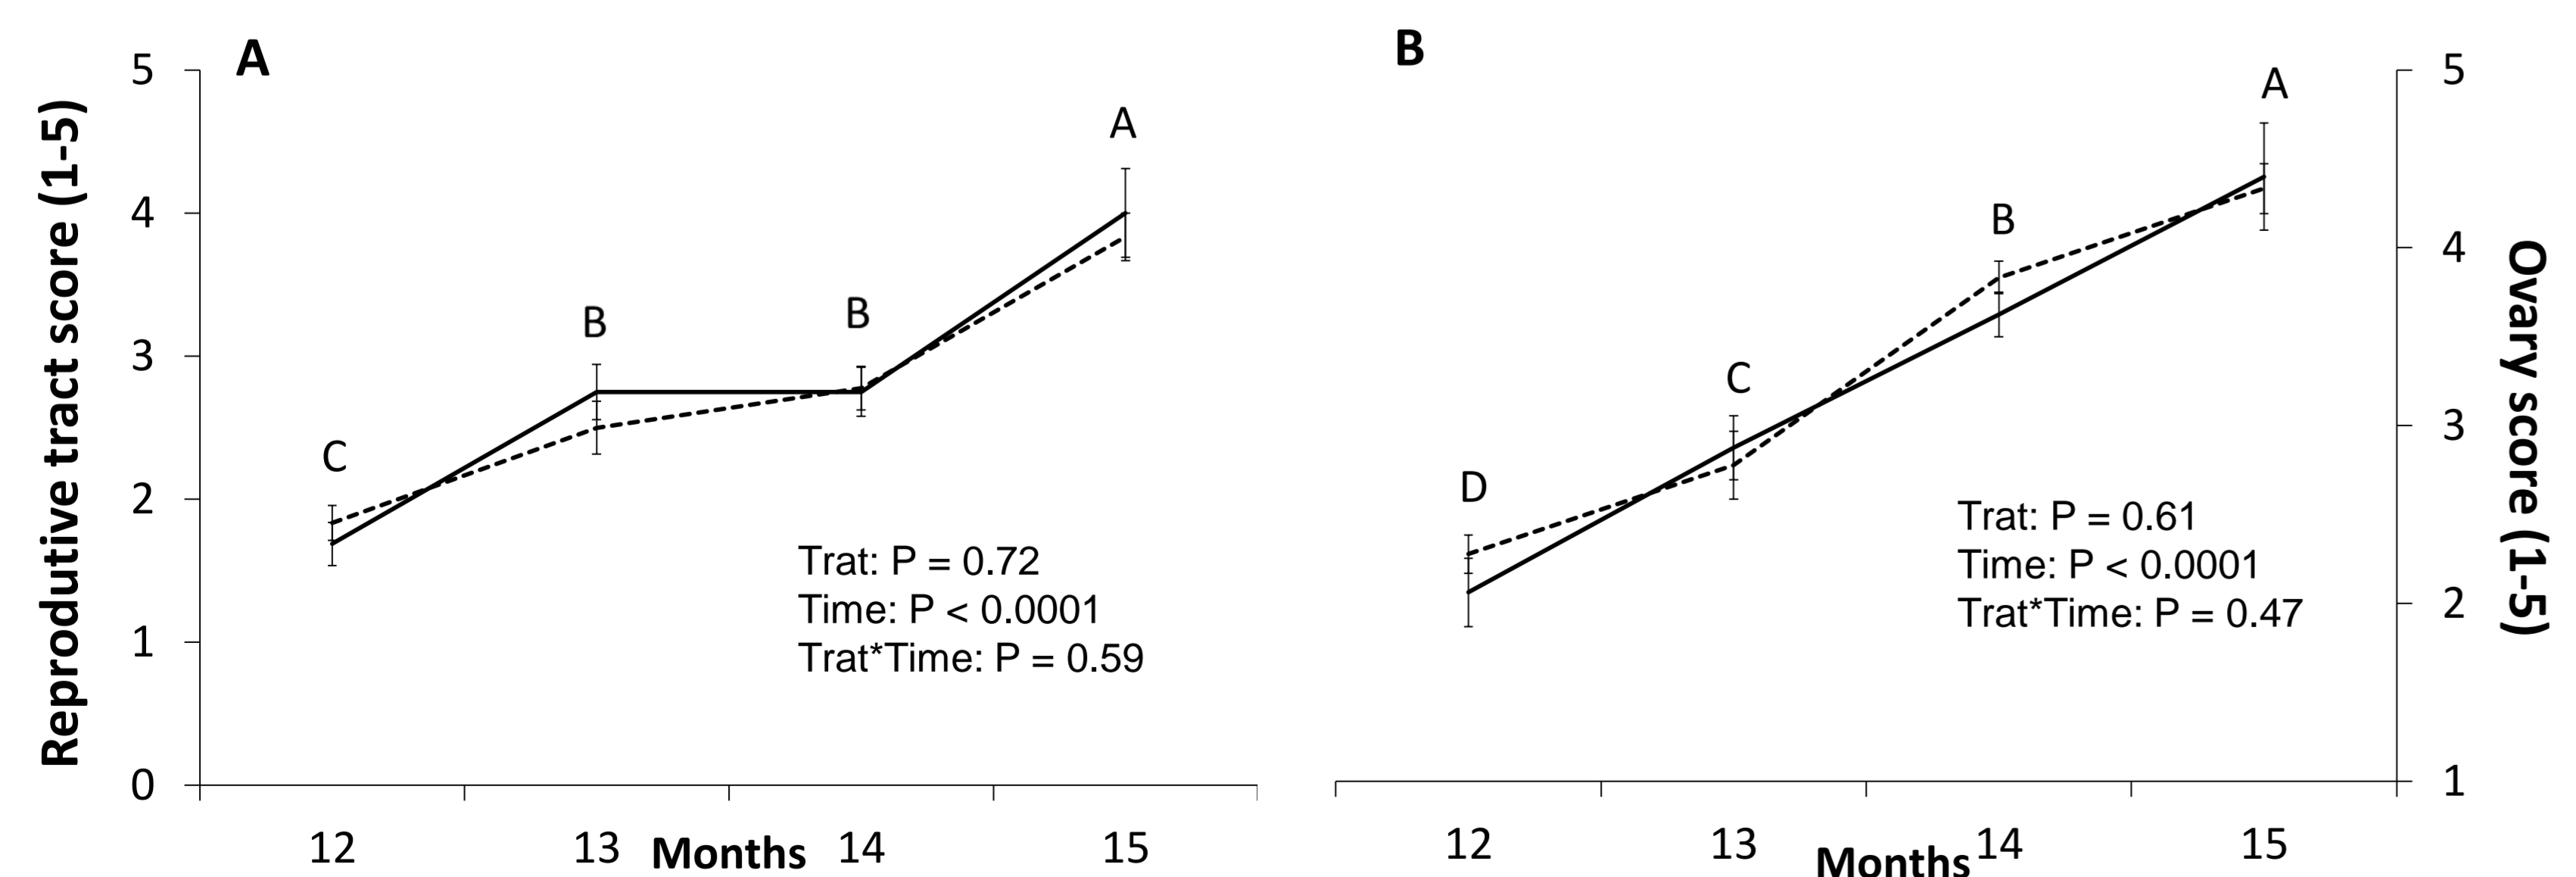 A
Reprodutive tract score (1-5)
5
4
3
2
1
0
C
B
B
A
Trat: P = 0.72
Time: P < 0.0001
Trat*Time: P = 0.59
12
13
14
15
Months
B
D
C
B
A
Trat: P = 0.61
Time: P < 0.0001
Trat*Time: P = 0.47
5
4
3
2
1
Ovary score (1-5)
12
13
14
15
Months